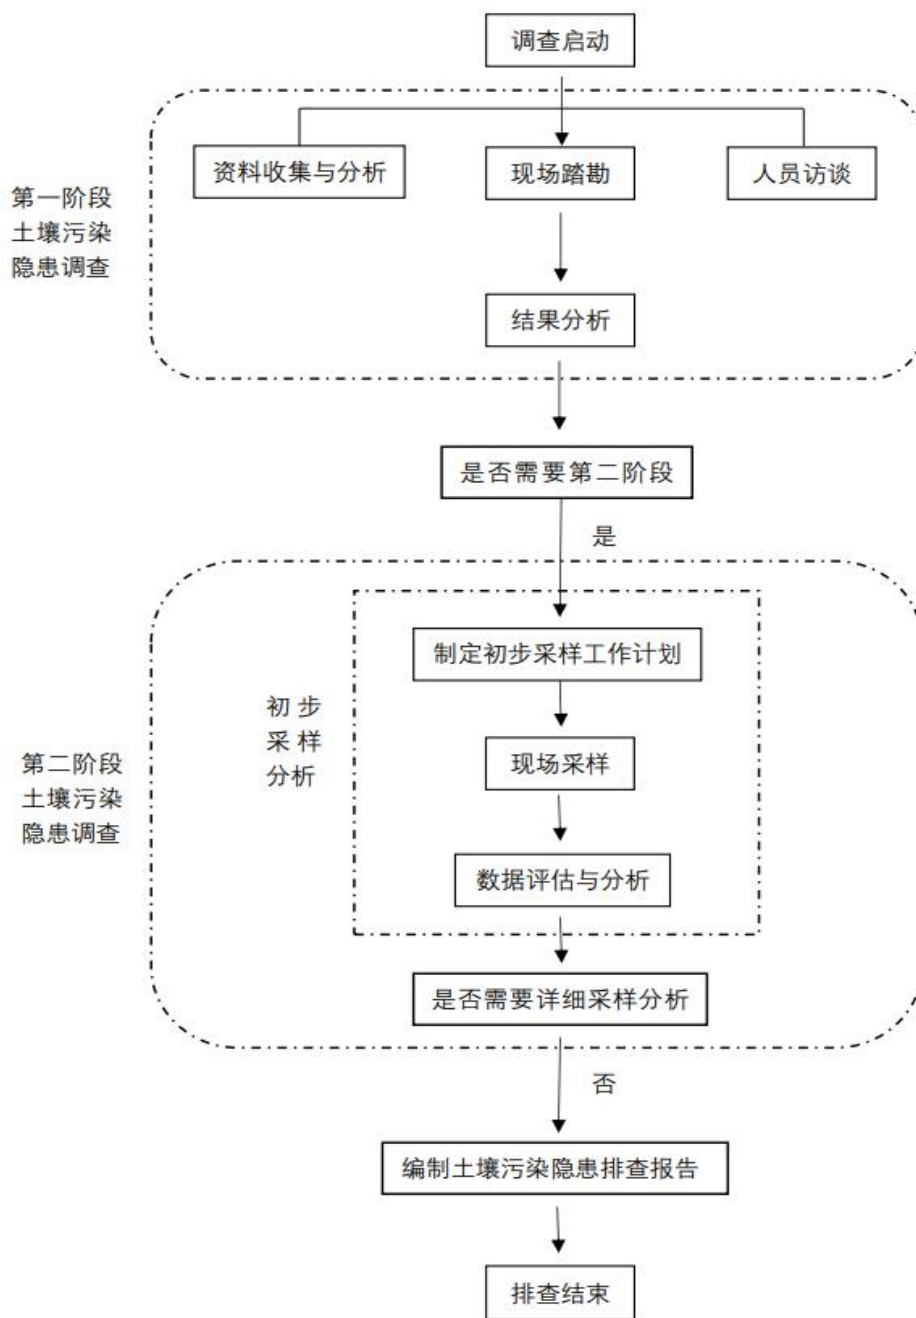 调查启动
资料收集与分析
现场踏勘
人员访谈
第一阶段
土壤污染
隐患调查
结果分析
是否需要第二阶段
是
制定初步采样工作计划
初步
采样
分析
现场采样
第二阶段
土壤污染
隐患调查
数据评估与分析
是否需要详细采样分析
否
编制土壤污染隐患排查报告
排查结束